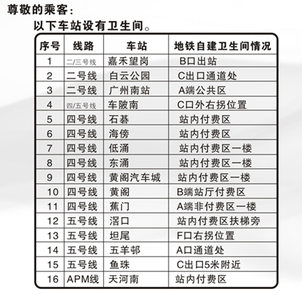 尊敬的乘客：
以下车站设有卫生间。
序号 线路 车站 地铁自建卫生间情况
1 二/三号线 嘉禾望岗 B口出站
2 二号线 白云公园 C出口通道处
3 二号线 广州南站 A端公共区
4 四/五号线 车陂南 C口外右拐位置
5 四号线 石碁 站内付费区
6 四号线 海傍 站内付费区
7 四号线 低涌 站内付费区一楼
8 四号线 东涌 站内付费区一楼
9 四号线 黄阁汽车城 站内付费区一楼
10 四号线 黄阁 B端站厅付费区
11 四号线 蕉门 A端非付费区一楼
12 五号线 滘口 站内付费区扶梯旁
13 五号线 坦尾 F口右拐位置
14 五号线 五羊邨 A口通道处
15 五号线 鱼珠 C出口5米附近
16 APM线 天河南 站内付费区